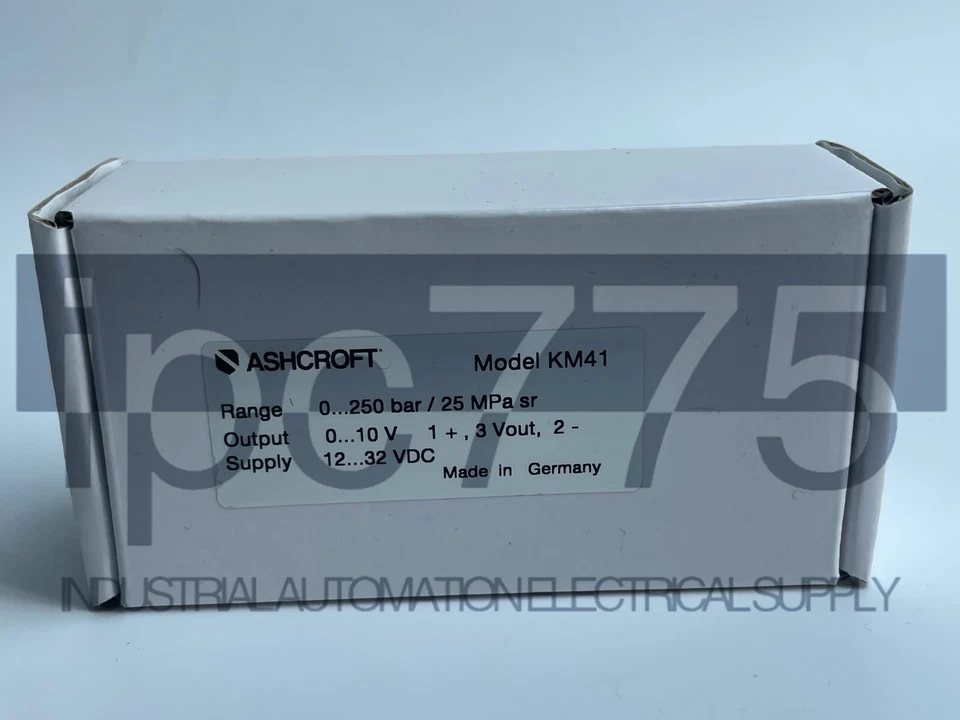 ipc775
ASHCROFT Model KM41
Range 0...250 bar / 25 MPa sr
Output 0...10 V 1 + , 3 Vout, 2 -
Supply 12...32 VDC
Made in Germany
INDUSTRIAL AUTOMATION ELECTRICAL SUPPLY